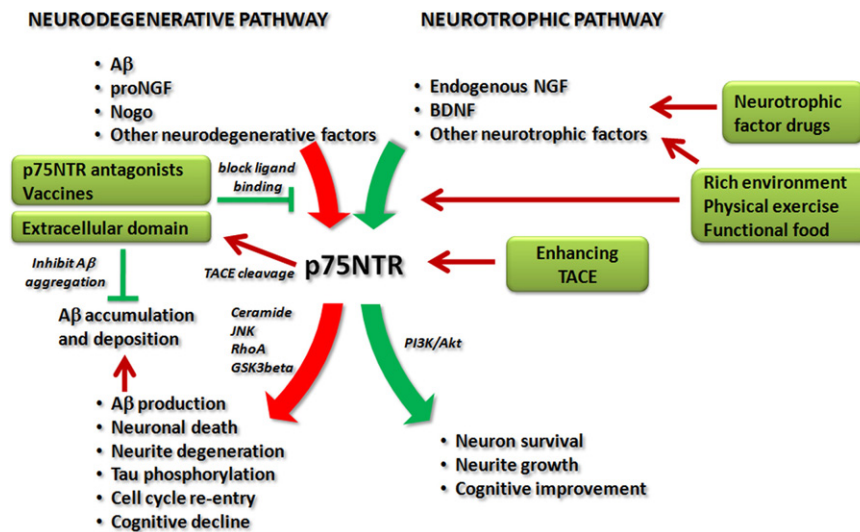 NEURODEGENERATIVE PATHWAY
NEUROTROPHIC PATHWAY
• Aβ
• proNGF
• Nogo
• Other neurodegenerative factors
• Endogenous NGF
• BDNF
• Other neurotrophic factors
Neurotrophic
factor drugs
p75NTR antagonists
Vaccines
block ligand
binding
Rich environment
Physical exercise
Functional food
Extracellular domain
Inhibit Aβ
aggregation
TACE cleavage
p75NTR
Enhancing
TACE
Aβ accumulation
and deposition
Ceramide
JNK
RhoA
GSK3beta
PI3K/Akt
• Aβ production
• Neuronal death
• Neurite degeneration
• Tau phosphorylation
• Cell cycle re-entry
• Cognitive decline
• Neuron survival
• Neurite growth
• Cognitive improvement